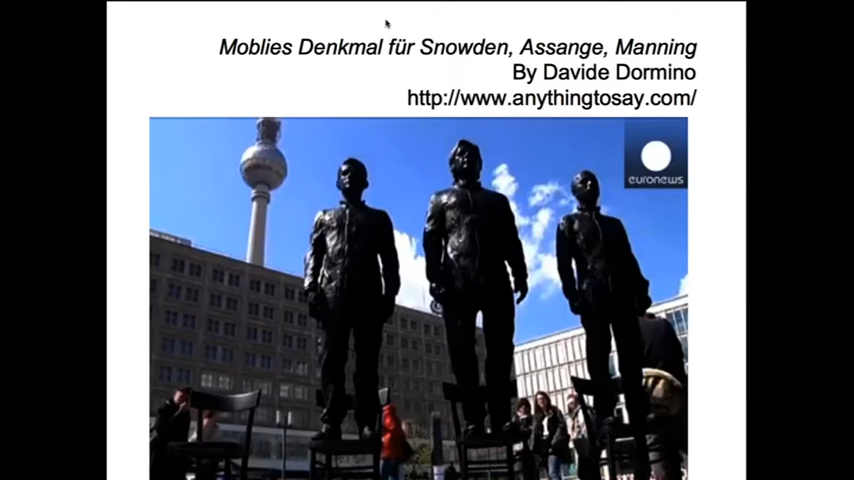 Moblies Denkmal für Snowden, Assange, Manning
By Davide Dormino
http://www.anythingtosay.com/
euronews